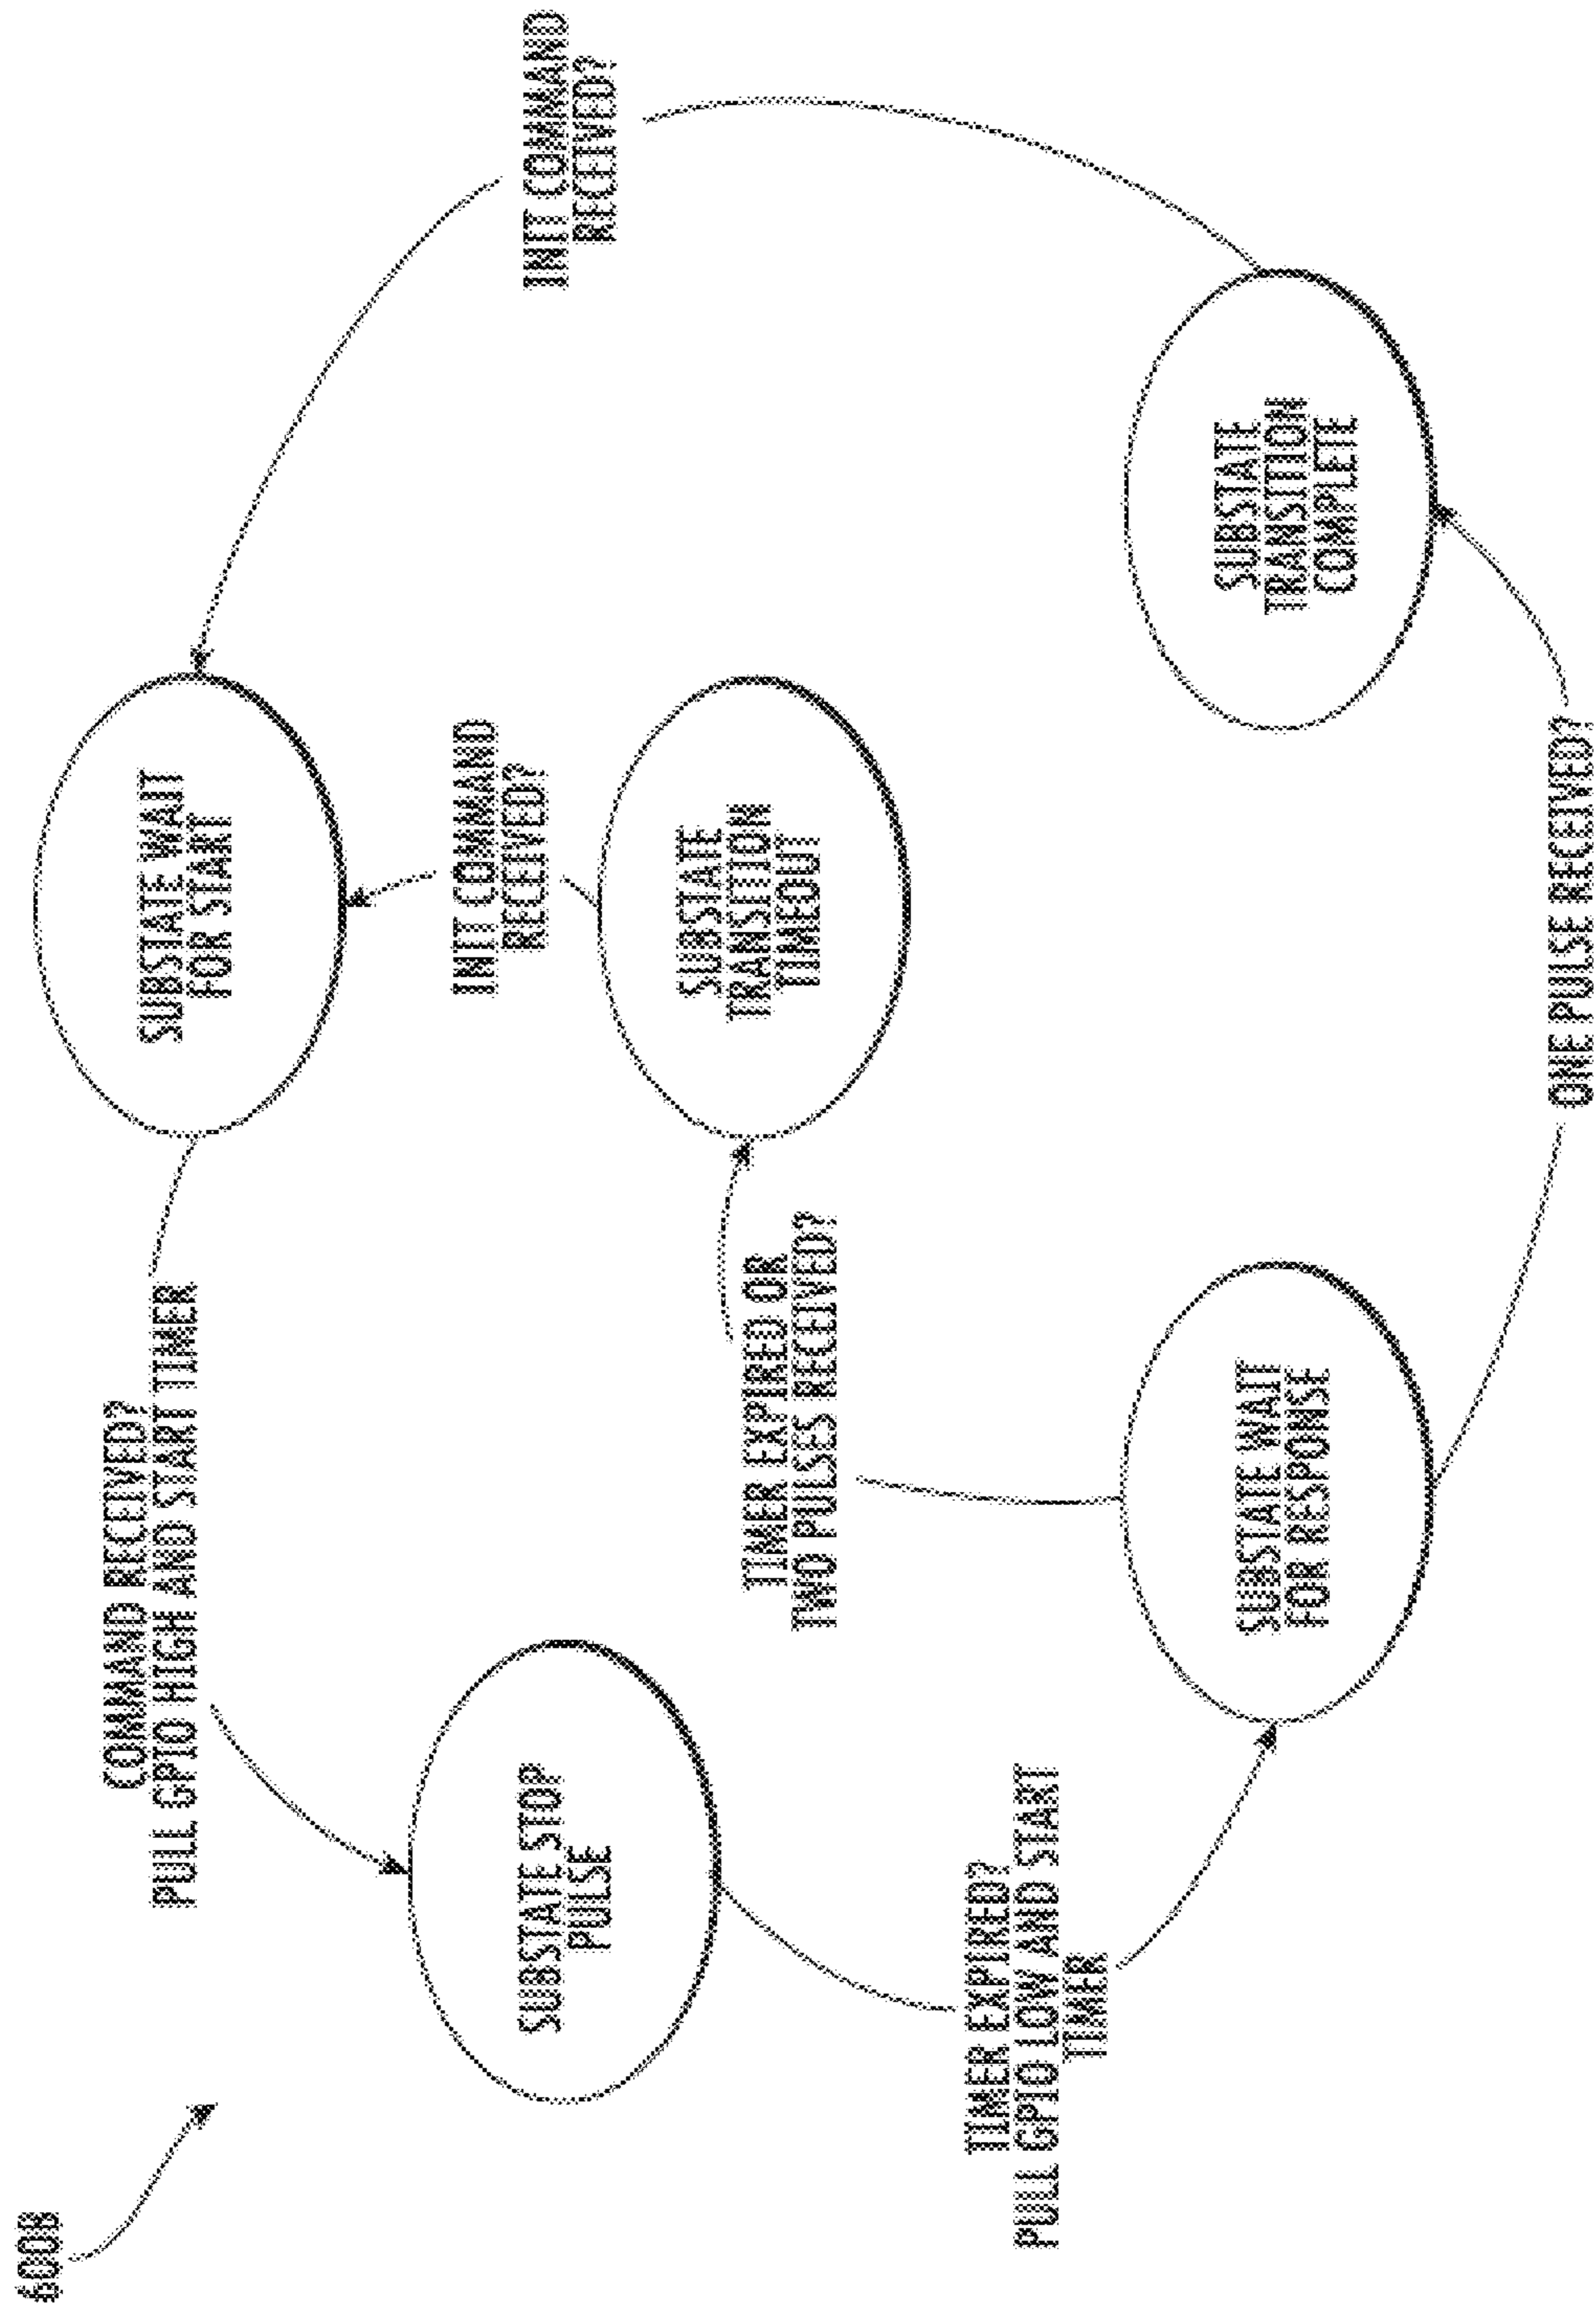 600B
COMMAND RECEIVED?
PULL GPIO HIGH AND START TIMER
SUBSTATE WAIT
FOR START
INIT COMMAND
RECEIVED?
INIT COMMAND
RECEIVED?
SUBSTATE STOP
PULSE
SUBSTATE
TRANSITION
TIMEOUT
TIMER EXPIRED OR
TWO PULSES RECEIVED?
TIMER EXPIRED?
PULL GPIO LOW AND START
TIMER
SUBSTATE WAIT
FOR RESPONSE
SUBSTATE
TRANSITION
COMPLETE
ONE PULSE RECEIVED?